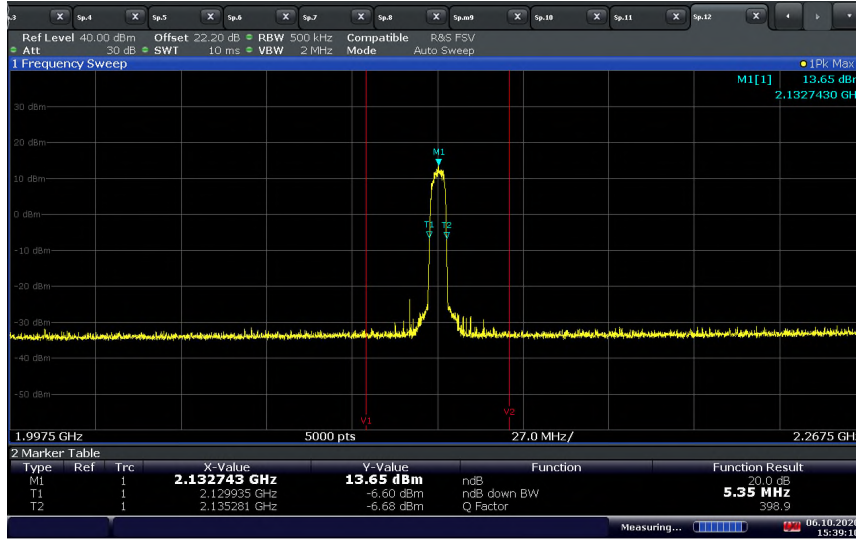 .3 X Sp.4 X Sp.5 X Sp.6 X Sp.7 X Sp.8 X Sp.m9 X Sp.10 X Sp.11 X Sp.12 X
Ref Level 40.00 dBm Offset 22.20 dB RBW 500 kHz Compatible R&S FSV
Att 30 dB SWT 10 ms VBW 2 MHz Mode Auto Sweep
1 Frequency Sweep 1Pk Max
M1[1] 13.65 dBm
2.1327430 GH
30 dBm
M1
10 dBm
0 dBm
T1 T2
-10 dBm
-20 dBm
-30 dBm
-40 dBm
-50 dBm
V1 V2
1.9975 GHz 5000 pts 27.0 MHz/ 2.2675 GH
2 Marker Table
Type Ref Trc X-Value Y-Value Function Function Result
M1 1 2.132743 GHz 13.65 dBm ndB 20.0 dB
T1 1 2.129935 GHz -6.60 dBm ndB down BW 5.35 MHz
T2 1 2.135281 GHz -6.68 dBm Q Factor 398.9
Measuring... 06.10.2020
15:39:16